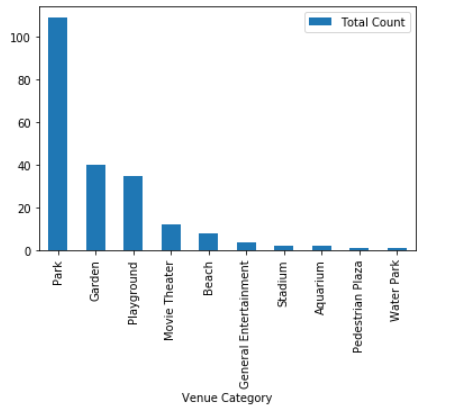 Total Count
100
80
60
40
20
0
Park
Garden
Playground
Movie Theater
Beach
General Entertainment
Stadium
Aquarium
Pedestrian Plaza
Water Park
Venue Category